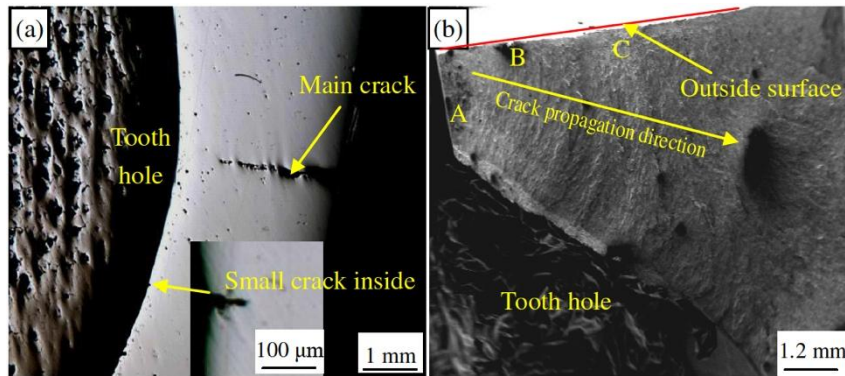 (a)
Main crack
Tooth
hole
Small crack inside
100 μm
1 mm
(b)
B
C
Outside surface
A
Crack propagation direction
Tooth hole
1.2 mm